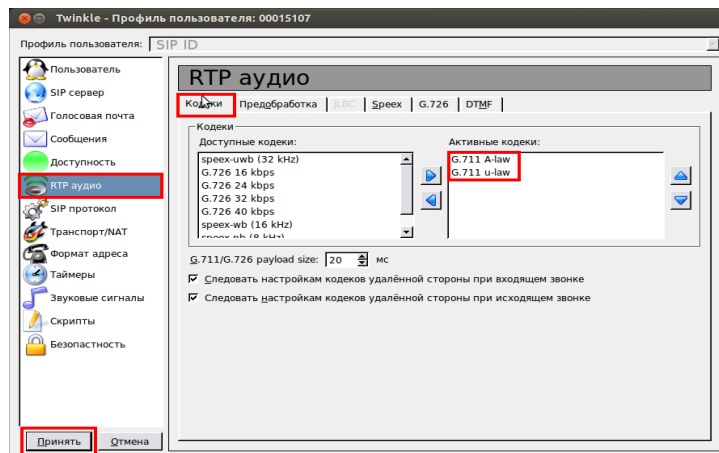 Twinkle - Профиль пользователя: 00015107
Профиль пользователя: SIP ID
Пользователь
SIP сервер
Голосовая почта
Сообщения
Доступность
RTP аудио
SIP протокол
Транспорт/NAT
Формат адреса
Таймеры
Звуковые сигналы
Скрипты
Безопастность
Принять Отмена
RTP аудио
Кодеки Предобработка iLBC Speex G.726 DTMF
Кодеки
Доступные кодеки: Активные кодеки:
speex-uwb (32 kHz)
G.726 16 kbps
G.726 24 kbps
G.726 32 kbps
G.726 40 kbps
speex-wb (16 kHz)
speex-nb (8 kHz)
G.711 A-law
G.711 u-law
G.711/G.726 payload size: 20 мс
Следовать настройкам кодеков удалённой стороны при входящем звонке
Следовать настройкам кодеков удалённой стороны при исходящем звонке